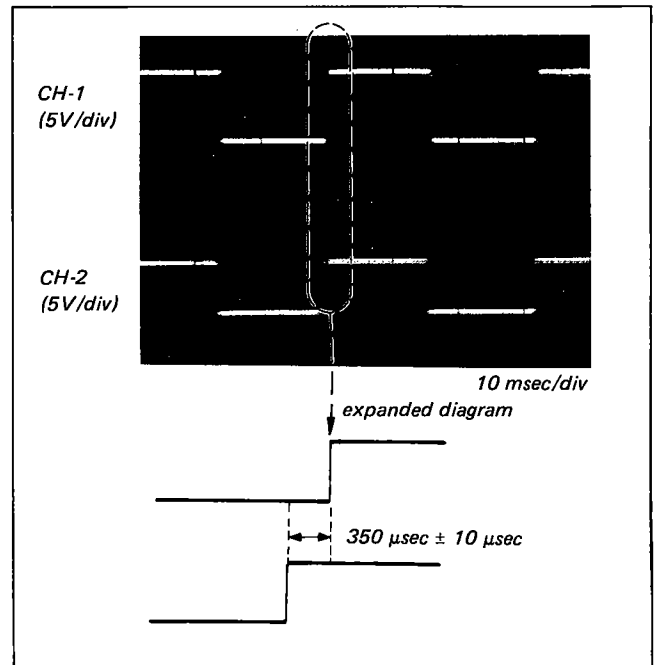 CH-1
(5V/div)
CH-2
(5V/div)
10 msec/div
expanded diagram
350 μsec ± 10 μsec